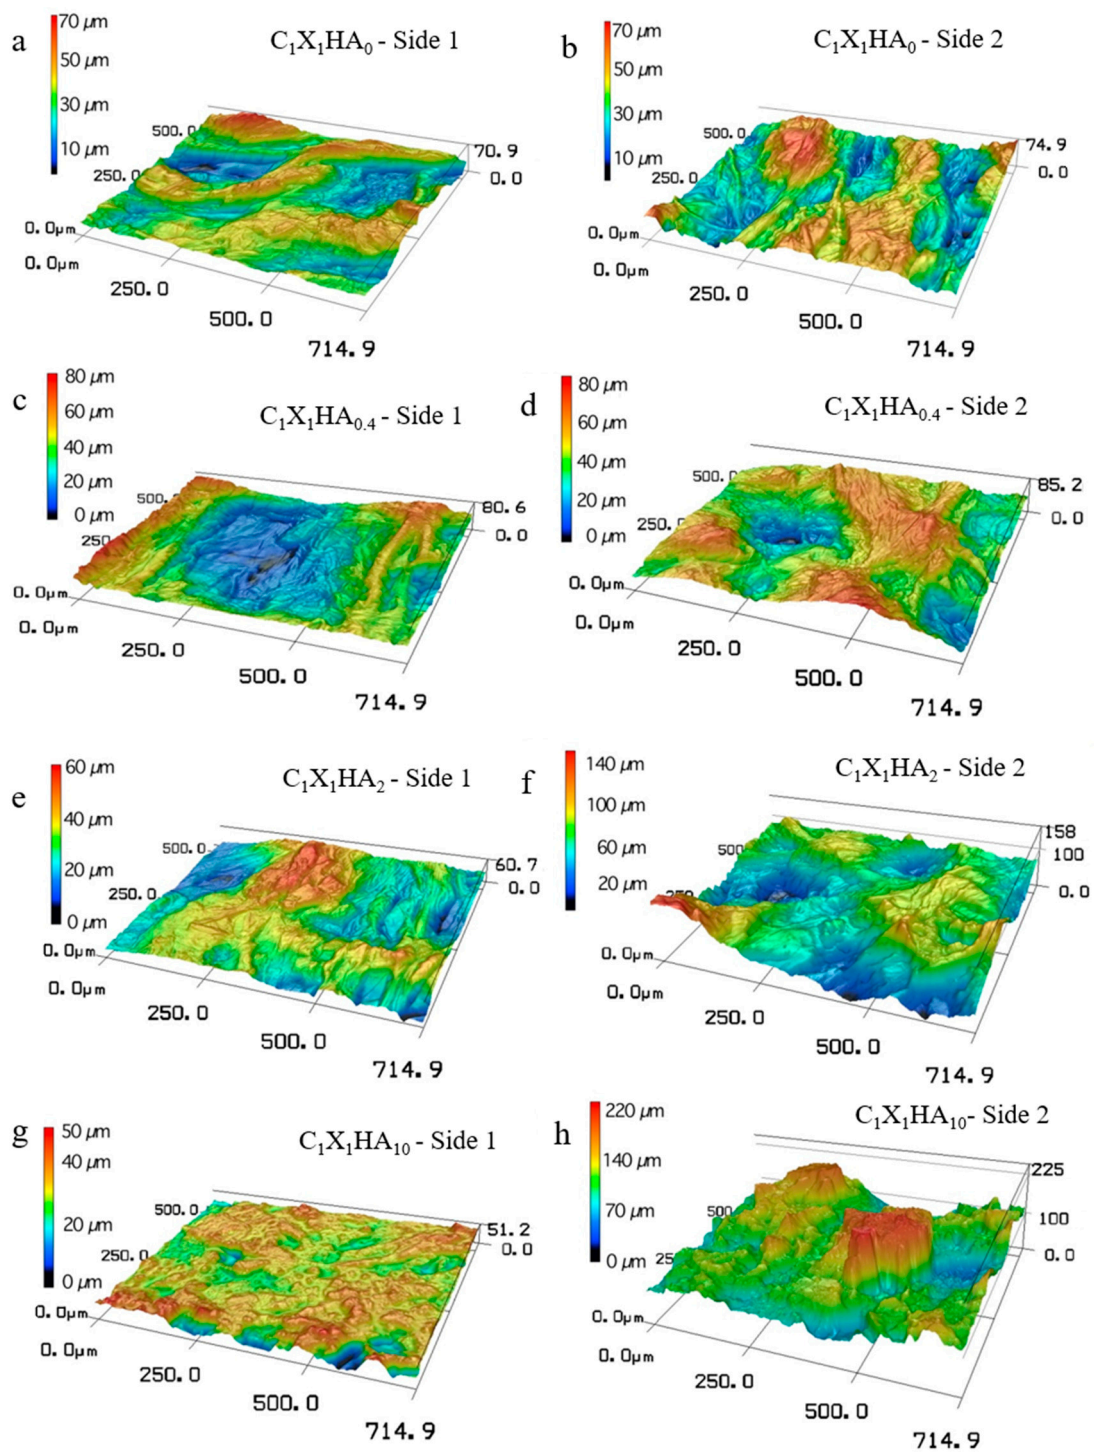 a
70 µm
50 µm
30 µm
10 µm
C₁X₁HA₀ - Side 1
500.0
250.0
0.0µm
0.0µm
250.0
500.0
714.9
70.9
0.0
b
70 µm
50 µm
30 µm
10 µm
C₁X₁HA₀ - Side 2
500.0
250.0
0.0µm
0.0µm
250.0
500.0
714.9
74.9
0.0
c
80 µm
60 µm
40 µm
20 µm
0 µm
C₁X₁HA₀.₄ - Side 1
500.
250
0.0µm
0.0µm
250.0
500.0
714.9
80.6
0.0
d
80 µm
60 µm
40 µm
20 µm
0 µm
C₁X₁HA₀.₄ - Side 2
500.0
250.
0.0µm
0.0µm
250.0
500.0
714.9
85.2
0.0
e
60 µm
40 µm
20 µm
0 µm
C₁X₁HA₂ - Side 1
500.0
250.0
0.0µm
0.0µm
250.0
500.0
714.9
60.7
0.0
f
140 µm
100 µm
60 µm
20 µm
C₁X₁HA₂ - Side 2
500
250
0.0µm
0.0µm
250.0
500.0
714.9
158
100
0.0
g
50 µm
40 µm
20 µm
0 µm
C₁X₁HA₁₀ - Side 1
500.0
250.0
0.0µm
0.0µm
250.0
500.0
714.9
51.2
0.0
h
220 µm
140 µm
70 µm
0 µm
C₁X₁HA₁₀- Side 2
500
25
0.0µm
0.0µm
250.0
500.0
714.9
225
100
0.0